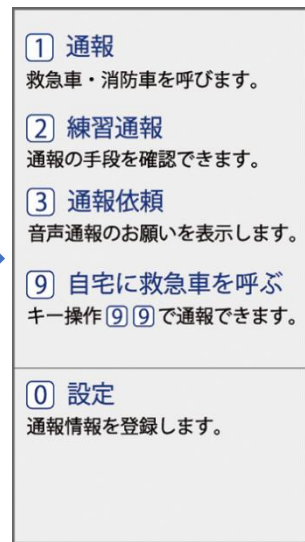 1 通報
救急車・消防車を呼びます。
2 練習通報
通報の手段を確認できます。
3 通報依頼
音声通報のお願いを表示します。
9 自宅に救急車を呼ぶ
キー操作99で通報できます。
0 設定
通報情報を登録します。